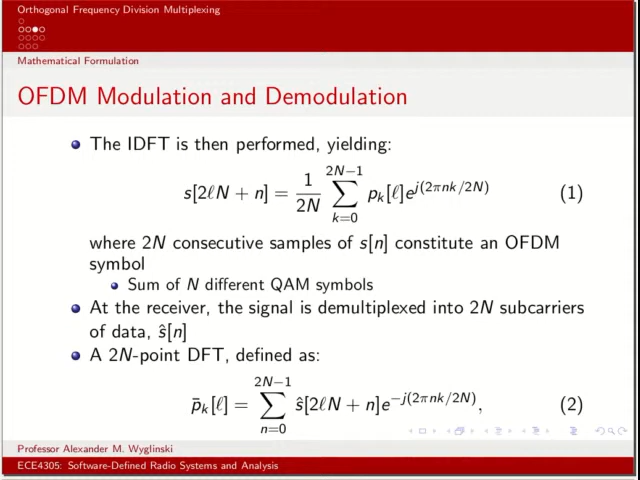 Orthogonal Frequency Division Multiplexing
Mathematical Formulation
OFDM Modulation and Demodulation
The IDFT is then performed, yielding:
s[2ℓN + n] = \frac{1}{2N} \sum_{k=0}^{2N−1} p_k[ℓ]e^{j(2πnk/2N)} (1)
where 2N consecutive samples of s[n] constitute an OFDM
symbol
Sum of N different QAM symbols
At the receiver, the signal is demultiplexed into 2N subcarriers
of data, ŝ[n]
A 2N-point DFT, defined as:
p̄_k[ℓ] = \sum_{n=0}^{2N−1} ŝ[2ℓN + n]e^{−j(2πnk/2N)}, (2)
Professor Alexander M. Wyglinski
ECE4305: Software-Defined Radio Systems and Analysis